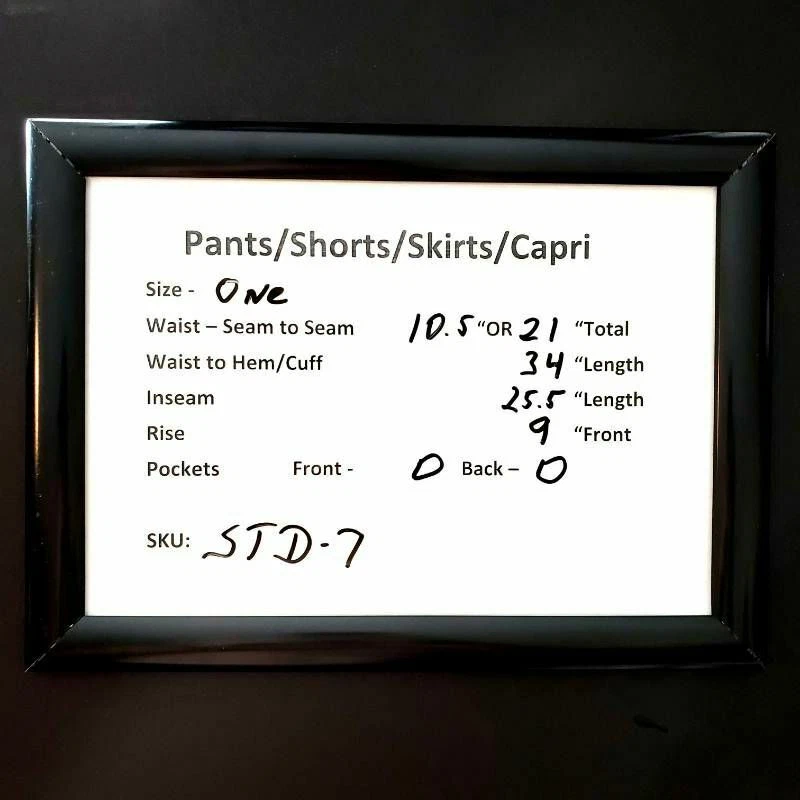 Pants/Shorts/Skirts/Capri
Size - One
Waist – Seam to Seam 10.5 "OR 21 "Total
Waist to Hem/Cuff 34 "Length
Inseam 25.5 "Length
Rise 9 "Front
Pockets Front - 0 Back – 0
SKU: STD-7